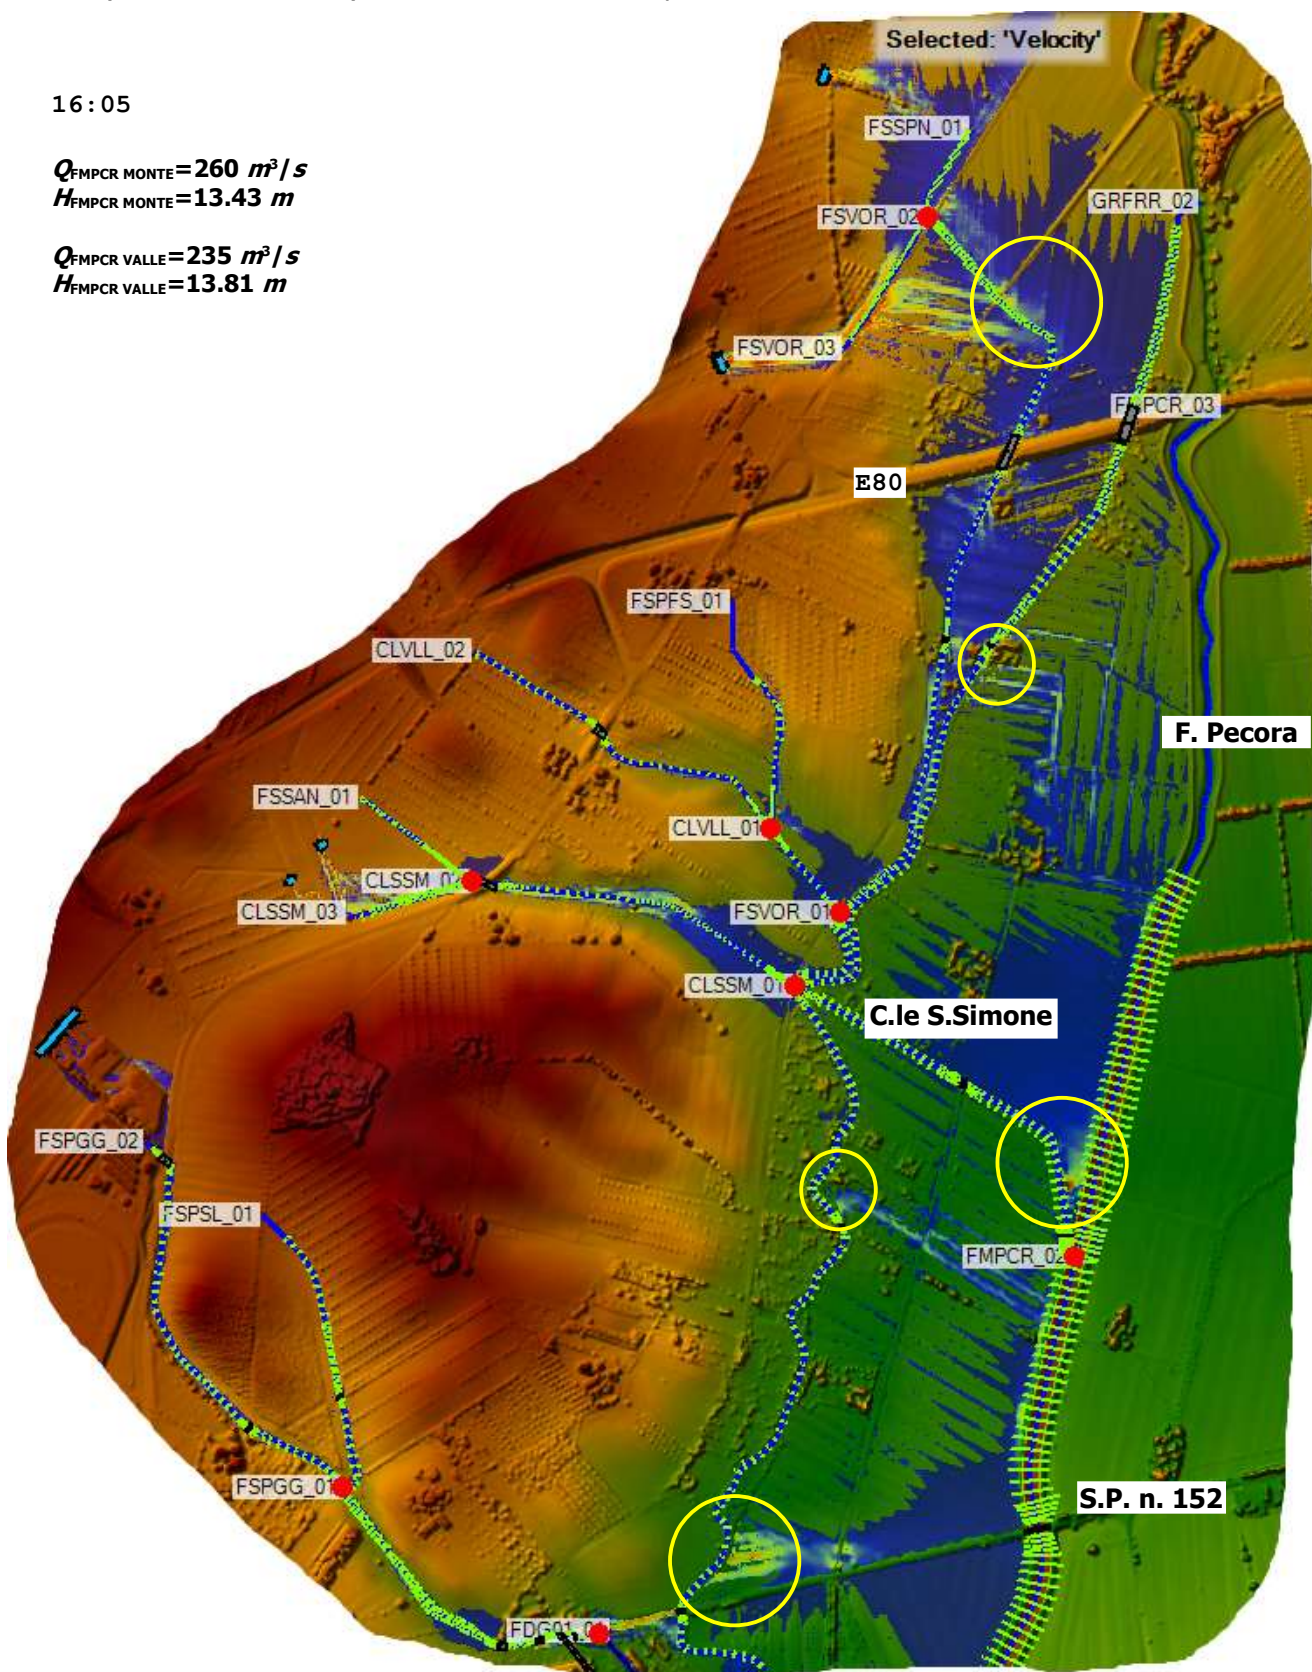 Selected: 'Velocity'
16:05
QFMPCR MONTE=260 m³/s
HFMPCR MONTE=13.43 m
QFMPCR VALLE=235 m³/s
HFMPCR VALLE=13.81 m
FSSPN_01
GRFRR_02
FSVOR_02
FSVOR_03
E80
FSPFS_01
CLVLL_02
F. Pecora
FSSAN_01
CLVLL_01
CLSSM_03
FSVOR_01
CLSSM_01
C.le S.Simone
FSPGG_02
FSPSL_01
FMPCR_02
FSPGG_01
S.P. n. 152